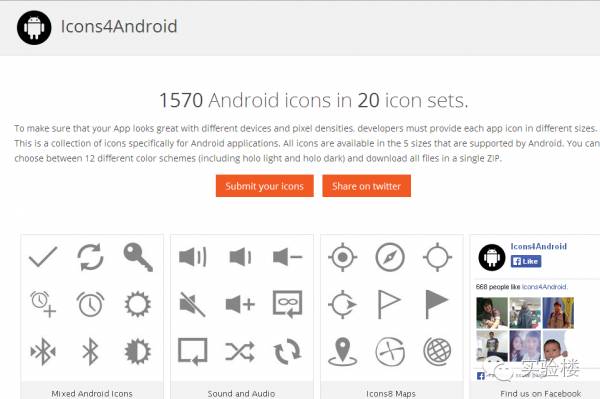 Icons4Android
1570 Android icons in 20 icon sets.
To make sure that your App looks great with different devices and pixel densities, developers must provide each app icon in different sizes.
This is a collection of icons specifically for Android applications. All icons are available in the 5 sizes that are supported by Android. You can
choose between 12 different color schemes (including holo light and holo dark) and download all files in a single ZIP.
Submit your icons
Share on twitter
Icons4Android
Like
668 people like Icons4Android.
实验楼
Mixed Android Icons
Sound and Audio
Icons8 Maps
Find us on Facebook